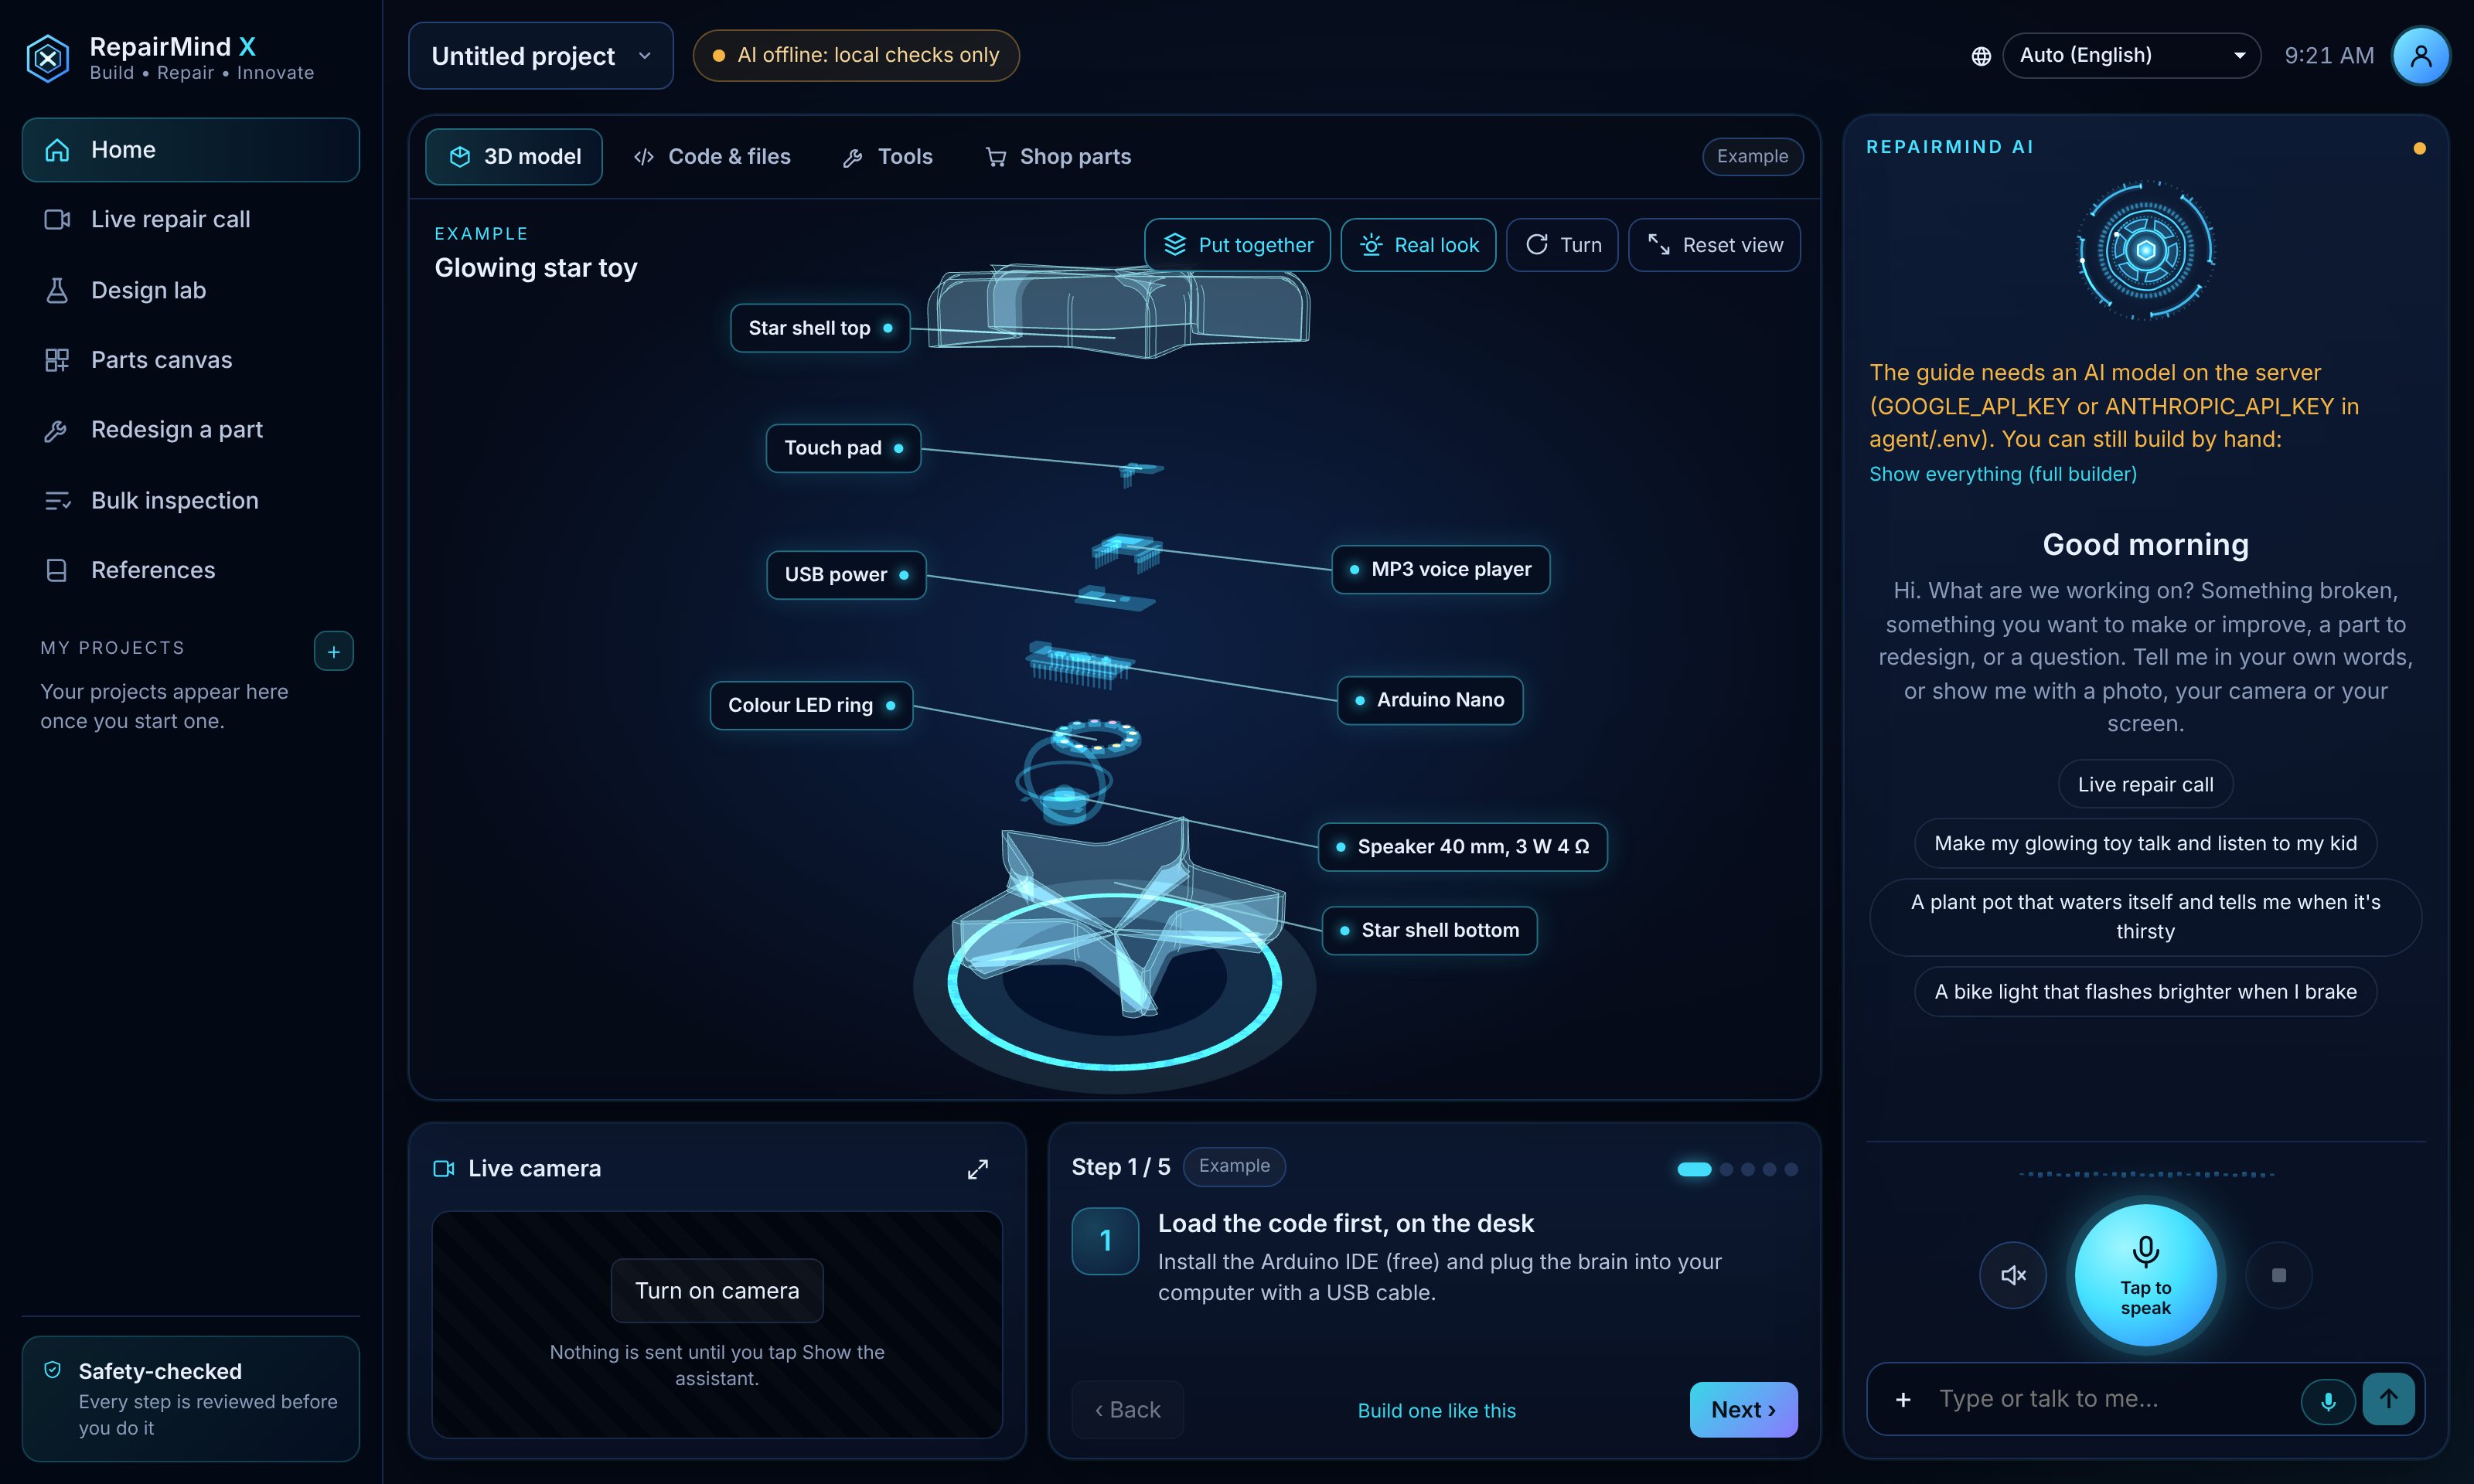 RepairMind X
Build • Repair • Innovate
Home
Live repair call
Design lab
Parts canvas
Redesign a part
Bulk inspection
References
MY PROJECTS
+
Your projects appear here
once you start one.
Safety-checked
Every step is reviewed before
you do it
Untitled project
AI offline: local checks only
Auto (English)
9:21 AM
3D model
Code & files
Tools
Shop parts
Example
EXAMPLE
Glowing star toy
Put together
Real look
Turn
Reset view
Star shell top
Touch pad
USB power
MP3 voice player
Colour LED ring
Arduino Nano
Speaker 40 mm, 3 W 4 Ω
Star shell bottom
Live camera
Turn on camera
Nothing is sent until you tap Show the
assistant.
Step 1 / 5
Example
1
Load the code first, on the desk
Install the Arduino IDE (free) and plug the brain into your
computer with a USB cable.
‹ Back
Build one like this
Next ›
REPAIRMIND AI
The guide needs an AI model on the server
(GOOGLE_API_KEY or ANTHROPIC_API_KEY in
agent/.env). You can still build by hand:
Show everything (full builder)
Good morning
Hi. What are we working on? Something broken,
something you want to make or improve, a part to
redesign, or a question. Tell me in your own words,
or show me with a photo, your camera or your
screen.
Live repair call
Make my glowing toy talk and listen to my kid
A plant pot that waters itself and tells me when it's
thirsty
A bike light that flashes brighter when I brake
Tap to
speak
+
Type or talk to me...